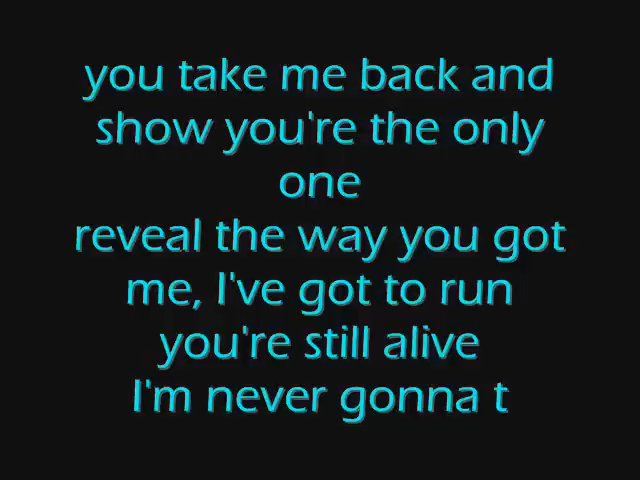 you take me back and
show you're the only
one
reveal the way you got
me, I've got to run
you're still alive
I'm never gonna t